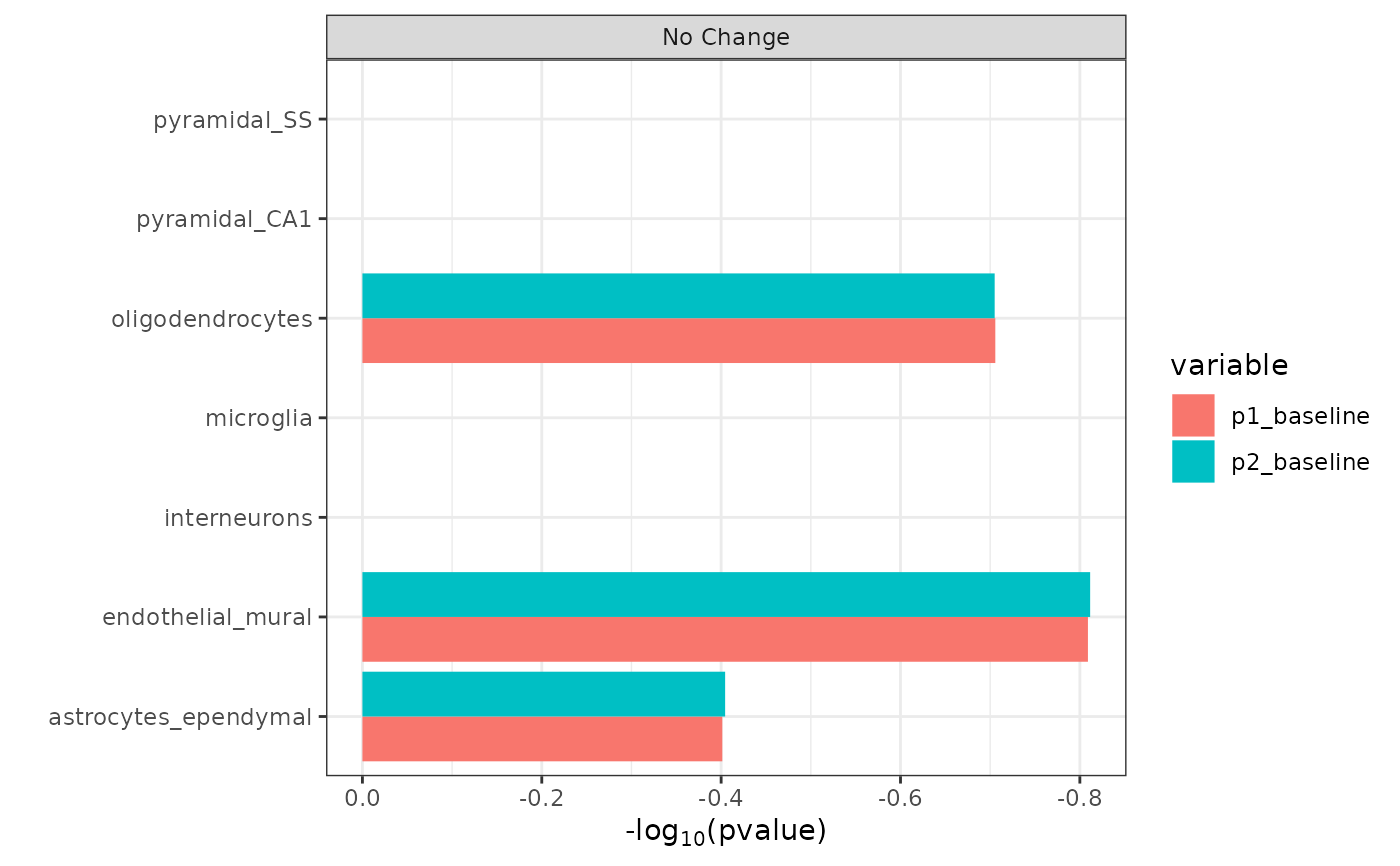 No Change
pyramidal_SS
pyramidal_CA1
oligodendrocytes
microglia
interneurons
endothelial_mural
astrocytes_ependymal
0.0 -0.2 -0.4 -0.6 -0.8
-log10(pvalue)
variable
p1_baseline
p2_baseline